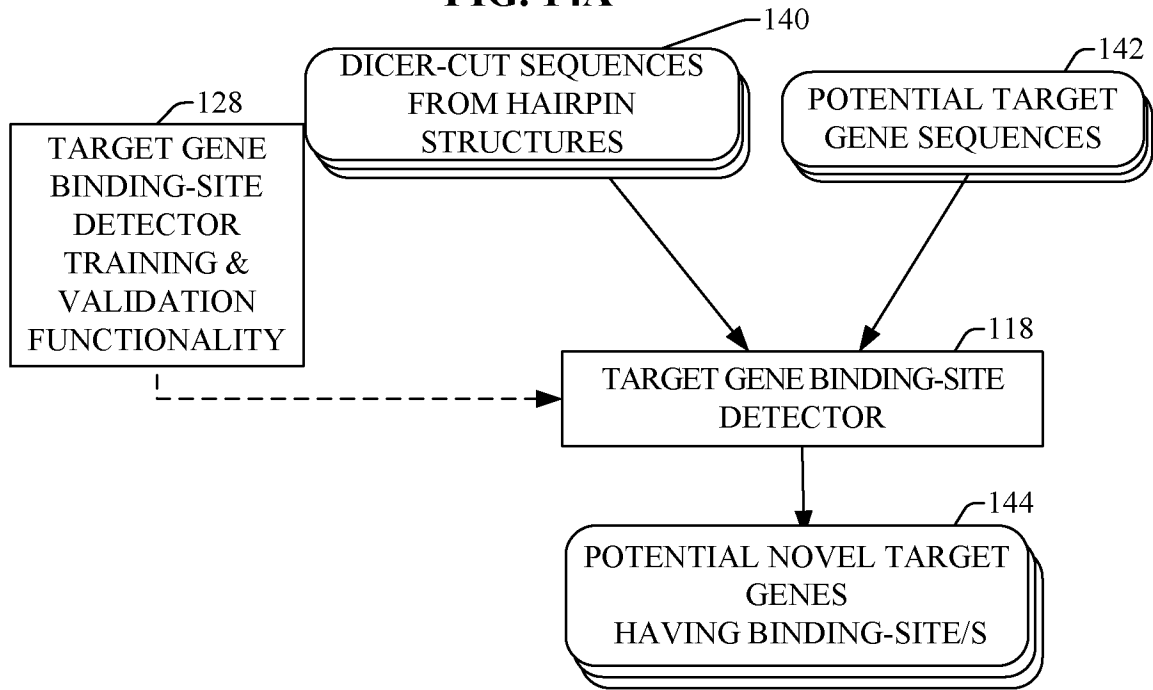 FIG. 14A
140
DICER-CUT SEQUENCES
FROM HAIRPIN
STRUCTURES
142
POTENTIAL TARGET
GENE SEQUENCES
128
TARGET GENE
BINDING-SITE
DETECTOR
TRAINING &
VALIDATION
FUNCTIONALITY
118
TARGET GENE BINDING-SITE
DETECTOR
144
POTENTIAL NOVEL TARGET
GENES
HAVING BINDING-SITE/S